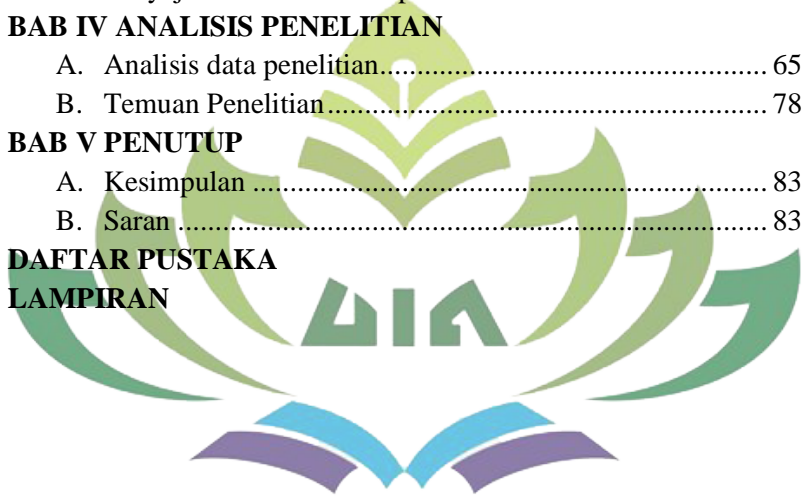 BAB IV ANALISIS PENELITIAN
A. Analisis data penelitian.................................................................. 65
B. Temuan Penelitian.......................................................................... 78
BAB V PENUTUP
A. Kesimpulan .................................................................................... 83
B. Saran ............................................................................................... 83
DAFTAR PUSTAKA
LAMPIRAN
UIN